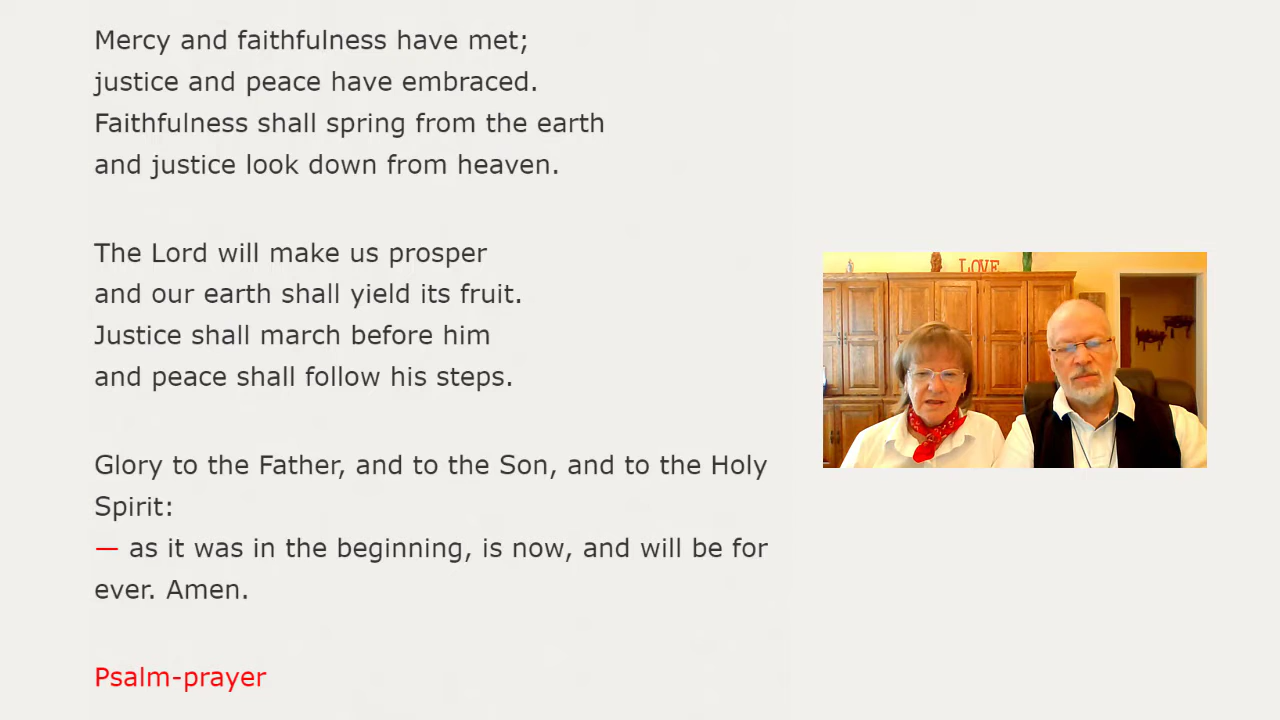 Mercy and faithfulness have met;
justice and peace have embraced.
Faithfulness shall spring from the earth
and justice look down from heaven.
The Lord will make us prosper
and our earth shall yield its fruit.
Justice shall march before him
and peace shall follow his steps.
Glory to the Father, and to the Son, and to the Holy
Spirit:
— as it was in the beginning, is now, and will be for
ever. Amen.
Psalm-prayer
LOVE